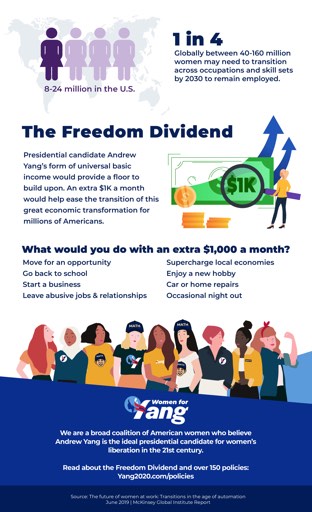 1 in 4
Globally between 40-160 million
women may need to transition
across occupations and skill sets
by 2030 to remain employed.
8-24 million in the U.S.
The Freedom Dividend
Presidential candidate Andrew
Yang's form of universal basic
income would provide a floor to
build upon. An extra $1K a month
would help ease the transition of this
great economic transformation for
millions of Americans.
$1K
What would you do with an extra $1,000 a month?
Move for an opportunity
Go back to school
Start a business
Leave abusive jobs & relationships
Supercharge local economies
Enjoy a new hobby
Car or home repairs
Occasional night out
MATH
MATH
Women for
Yang
We are a broad coalition of American women who believe
Andrew Yang is the ideal presidential candidate for women's
liberation in the 21st century.
Read about the Freedom Dividend and over 150 policies:
Yang2020.com/policies
Source: The future of women at work: Transitions in the age of automation
June 2019 | McKinsey Global Institute Report